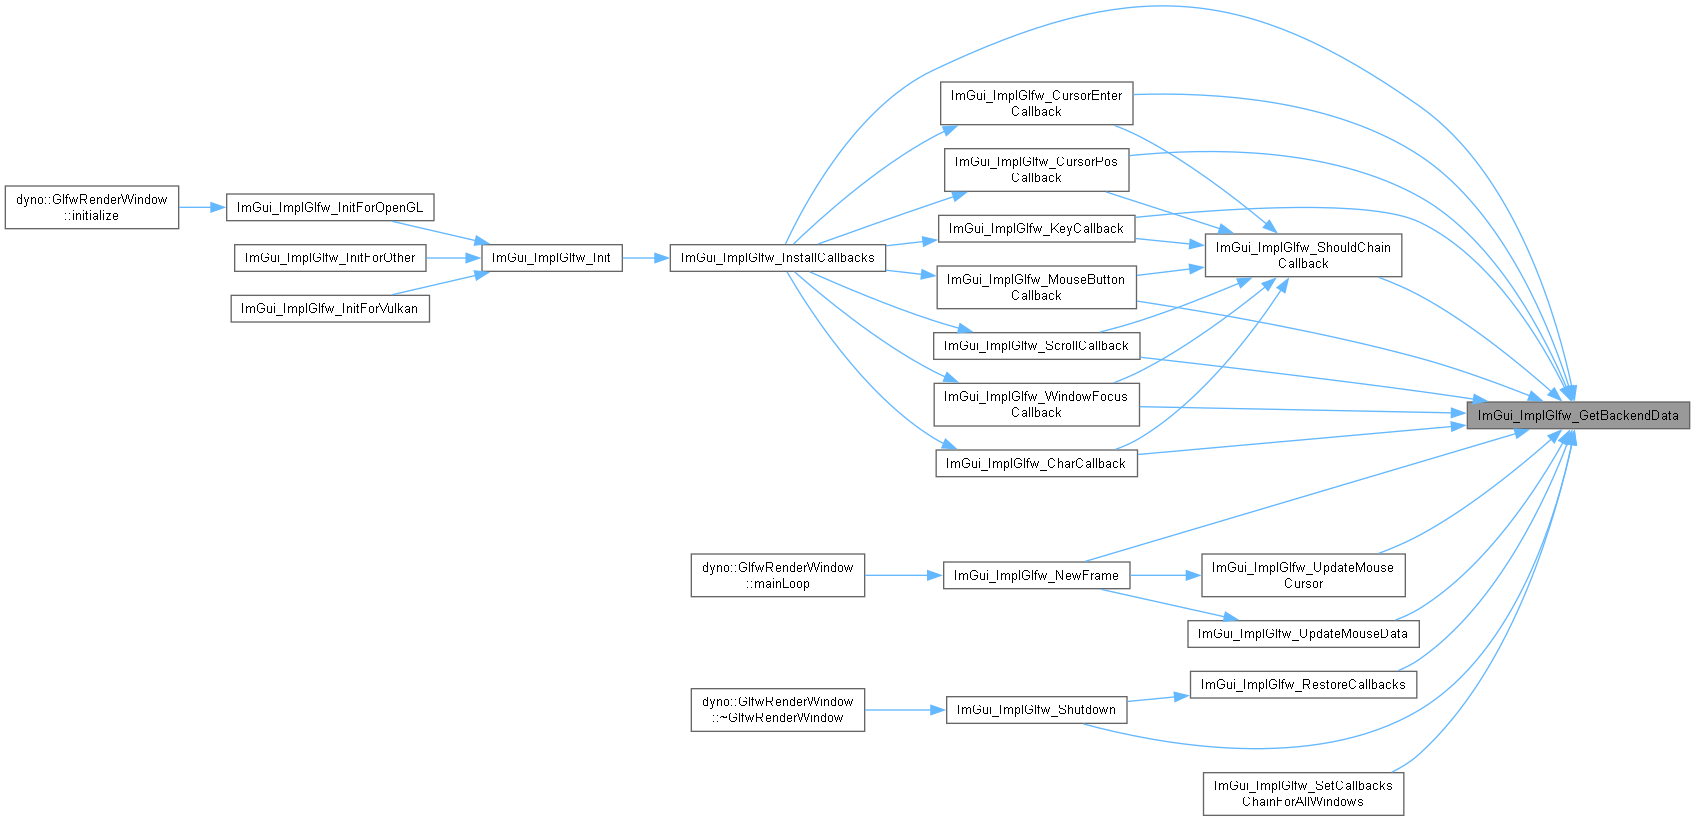 dyno::GlfwRenderWindow
::initialize
ImGui_ImplGlfw_InitForOpenGL
ImGui_ImplGlfw_InitForOther
ImGui_ImplGlfw_InitForVulkan
ImGui_ImplGlfw_Init
ImGui_ImplGlfw_InstallCallbacks
ImGui_ImplGlfw_CursorEnter
Callback
ImGui_ImplGlfw_CursorPos
Callback
ImGui_ImplGlfw_KeyCallback
ImGui_ImplGlfw_MouseButton
Callback
ImGui_ImplGlfw_ScrollCallback
ImGui_ImplGlfw_WindowFocus
Callback
ImGui_ImplGlfw_CharCallback
ImGui_ImplGlfw_ShouldChain
Callback
ImGui_ImplGlfw_GetBackendData
dyno::GlfwRenderWindow
::mainLoop
ImGui_ImplGlfw_NewFrame
ImGui_ImplGlfw_UpdateMouse
Cursor
ImGui_ImplGlfw_UpdateMouseData
dyno::GlfwRenderWindow
::~GlfwRenderWindow
ImGui_ImplGlfw_Shutdown
ImGui_ImplGlfw_RestoreCallbacks
ImGui_ImplGlfw_SetCallbacks
ChainForAllWindows